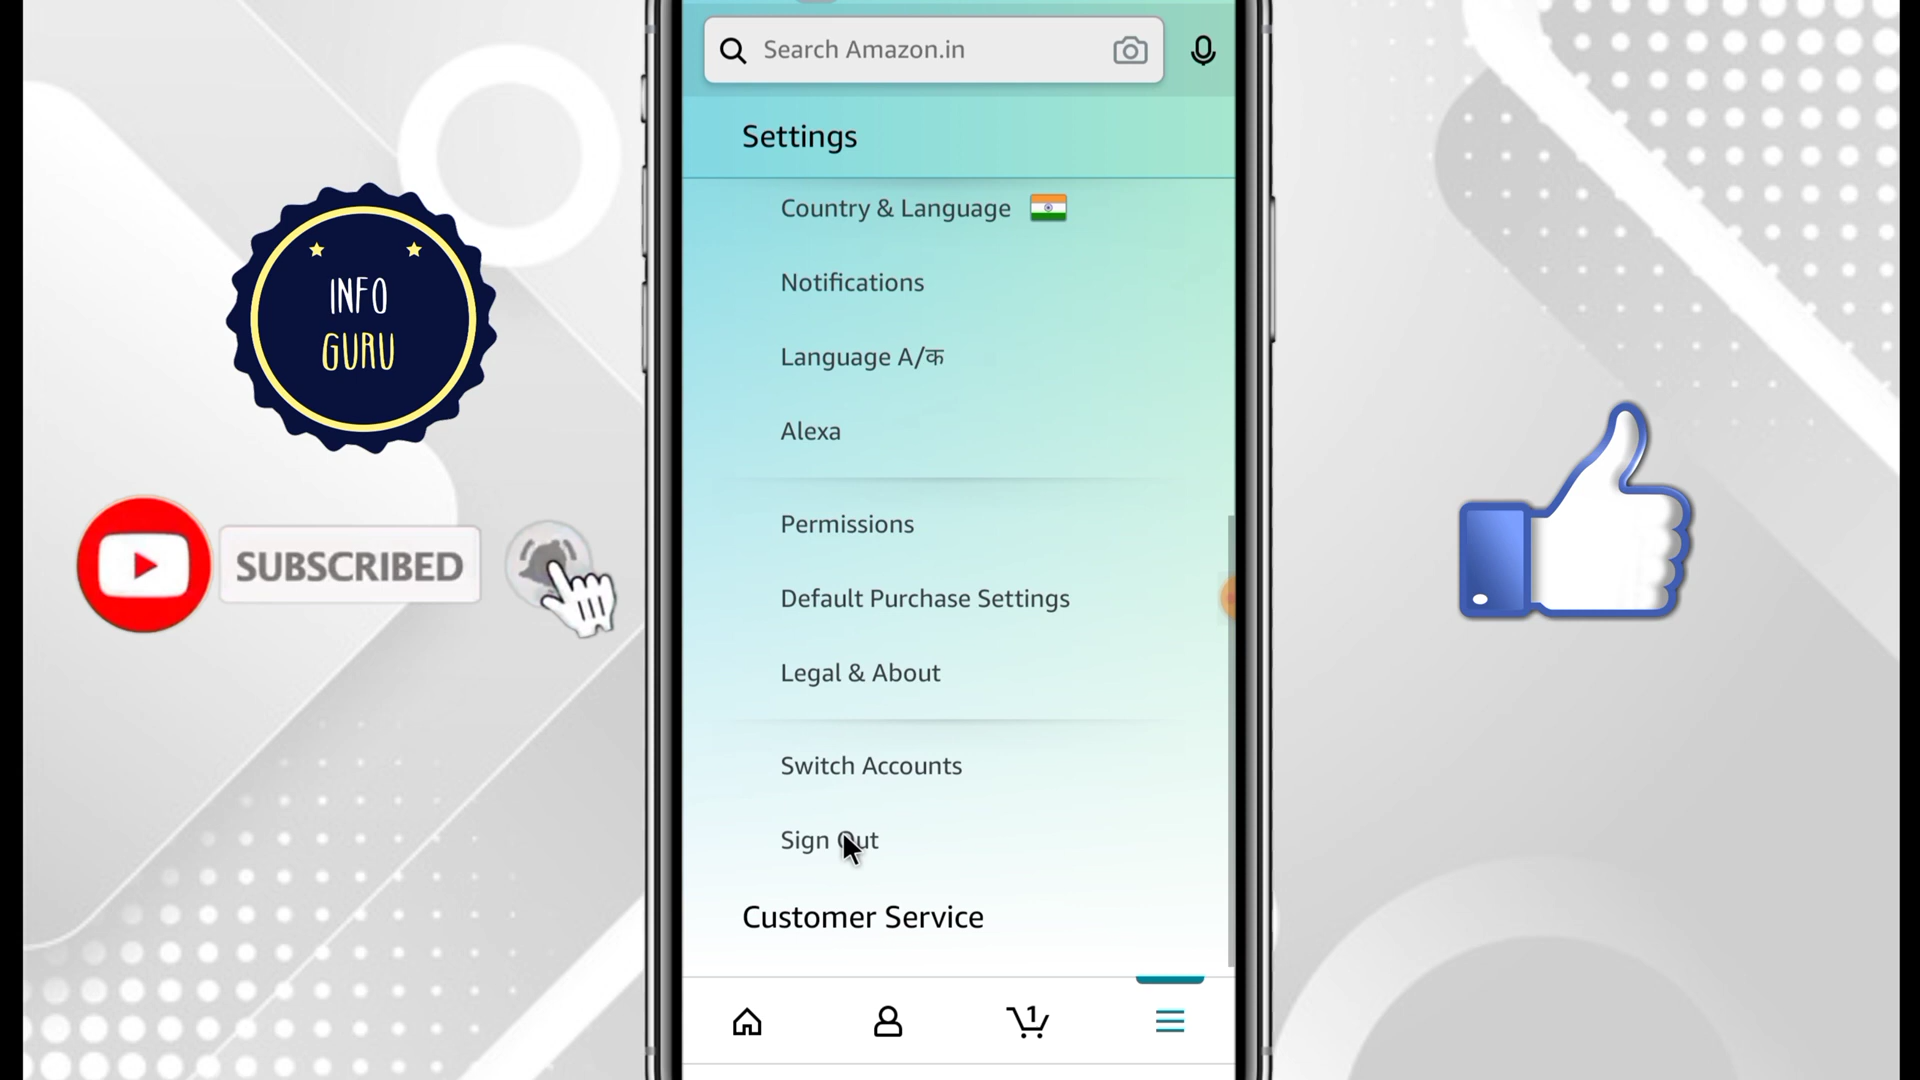 Search Amazon.in
Settings
Country & Language
Notifications
Language A/क
Alexa
Permissions
Default Purchase Settings
Legal & About
Switch Accounts
Sign Out
Customer Service
1
INFO
GURU
SUBSCRIBED